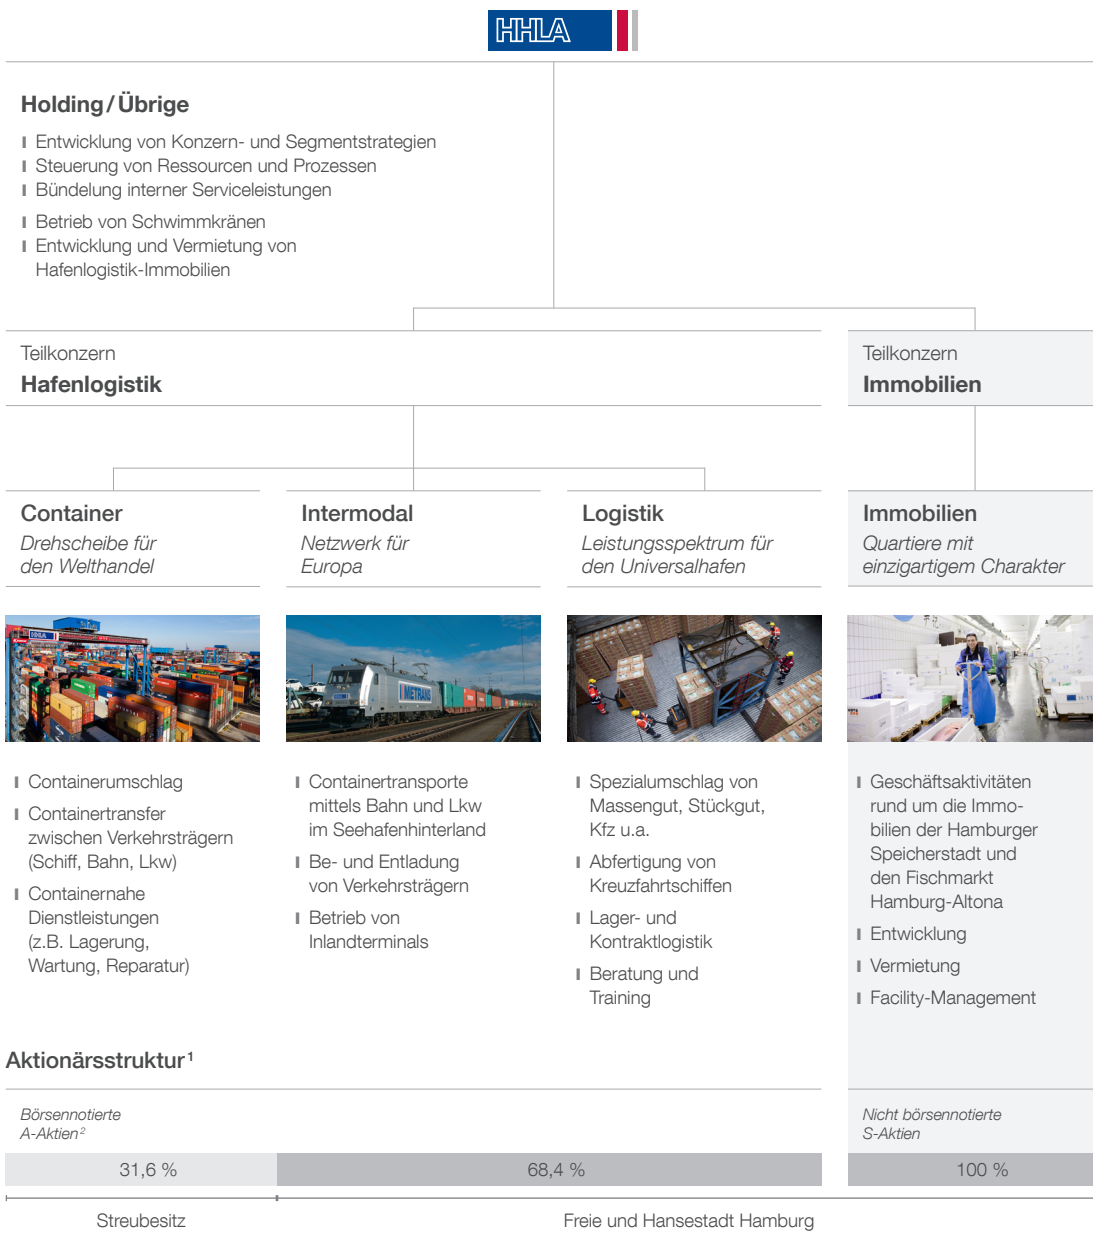 HHLA
Holding / Übrige
Entwicklung von Konzern- und Segmentstrategien
Steuerung von Ressourcen und Prozessen
Bündelung interner Serviceleistungen
Betrieb von Schwimmkränen
Entwicklung und Vermietung von
Hafenlogistik-Immobilien
Teilkonzern
Hafenlogistik
Teilkonzern
Immobilien
Container
Drehscheibe für
den Welthandel
Intermodal
Netzwerk für
Europa
Logistik
Leistungsspektrum für
den Universalhafen
Immobilien
Quartiere mit
einzigartigem Charakter
HHLA
METRANS
Containerumschlag
Containertransfer
zwischen Verkehrsträgern
(Schiff, Bahn, Lkw)
Containernahe
Dienstleistungen
(z.B. Lagerung,
Wartung, Reparatur)
Containertransporte
mittels Bahn und Lkw
im Seehafenhinterland
Be- und Entladung
von Verkehrsträgern
Betrieb von
Inlandterminals
Spezialumschlag von
Massengut, Stückgut,
Kfz u.a.
Abfertigung von
Kreuzfahrtschiffen
Lager- und
Kontraktlogistik
Beratung und
Training
Geschäftsaktivitäten
rund um die Immo-
bilien der Hamburger
Speicherstadt und
den Fischmarkt
Hamburg-Altona
Entwicklung
Vermietung
Facility-Management
Aktionärsstruktur¹
Börsennotierte
A-Aktien²
Nicht börsennotierte
S-Aktien
31,6 %
68,4 %
100 %
Streubesitz
Freie und Hansestadt Hamburg